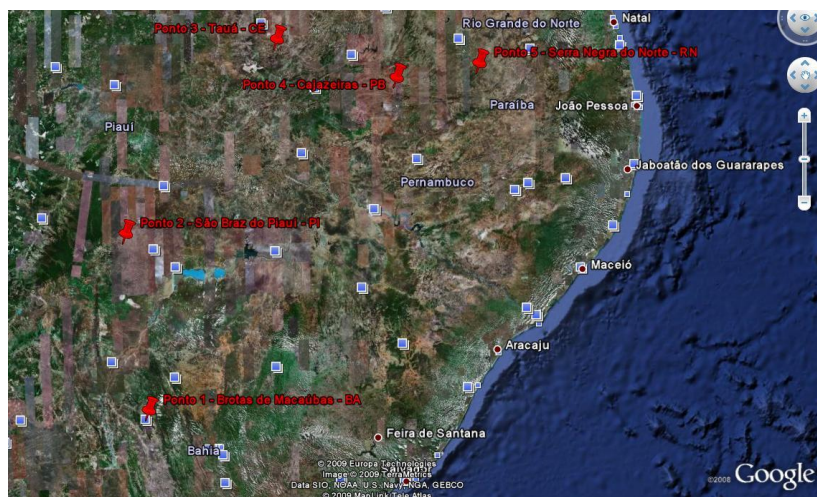 Rio Grande do Norte
Natal
Ponto 3 - Tauá - CE
Ponto 5 - Serra Negra do Norte - RN
Ponto 4 - Cajazeiras - PB
Paraíba
João Pessoa
Piauí
Jaboatão dos Guararapes
Pernambuco
Ponto 2 - São Braz do Piauí - PI
Maceió
Aracaju
Ponto 1 - Brotas de Macaúbas - BA
Feira de Santana
Bahia
Salvador
© 2009 Europa Technologies
Image © 2009 TerraMetrics
Data SIO, NOAA, U.S. Navy, NGA, GEBCO
© 2009 MapLink/Tele Atlas
©2008 Google